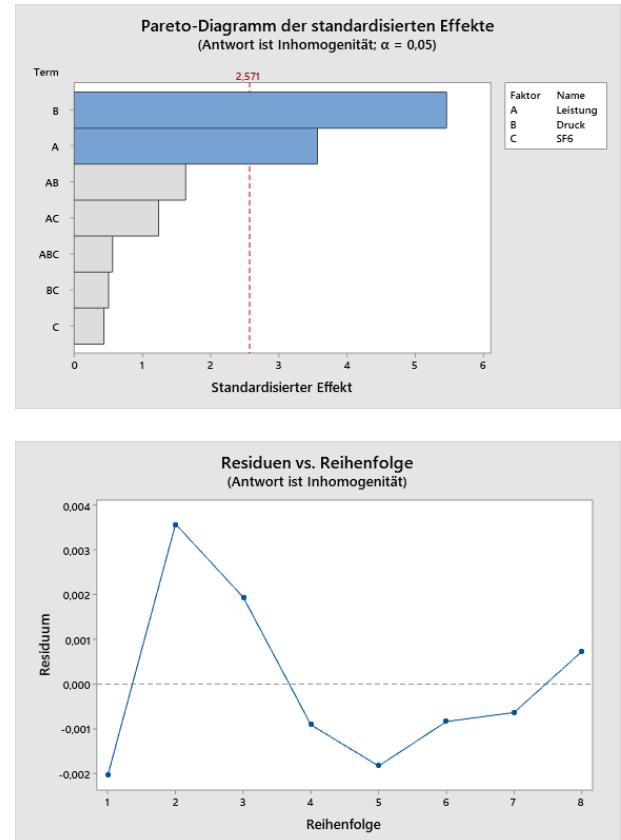 Pareto-Diagramm der standardisierten Effekte
(Antwort ist Inhomogenität; α = 0,05)
Term
2,571
B
A
AB
AC
ABC
BC
C
0 1 2 3 4 5 6
Standardisierter Effekt
Faktor Name
A Leistung
B Druck
C SF6
Residuen vs. Reihenfolge
(Antwort ist Inhomogenität)
0,004
0,003
0,002
0,001
0,000
-0,001
-0,002
Residuum
1 2 3 4 5 6 7 8
Reihenfolge